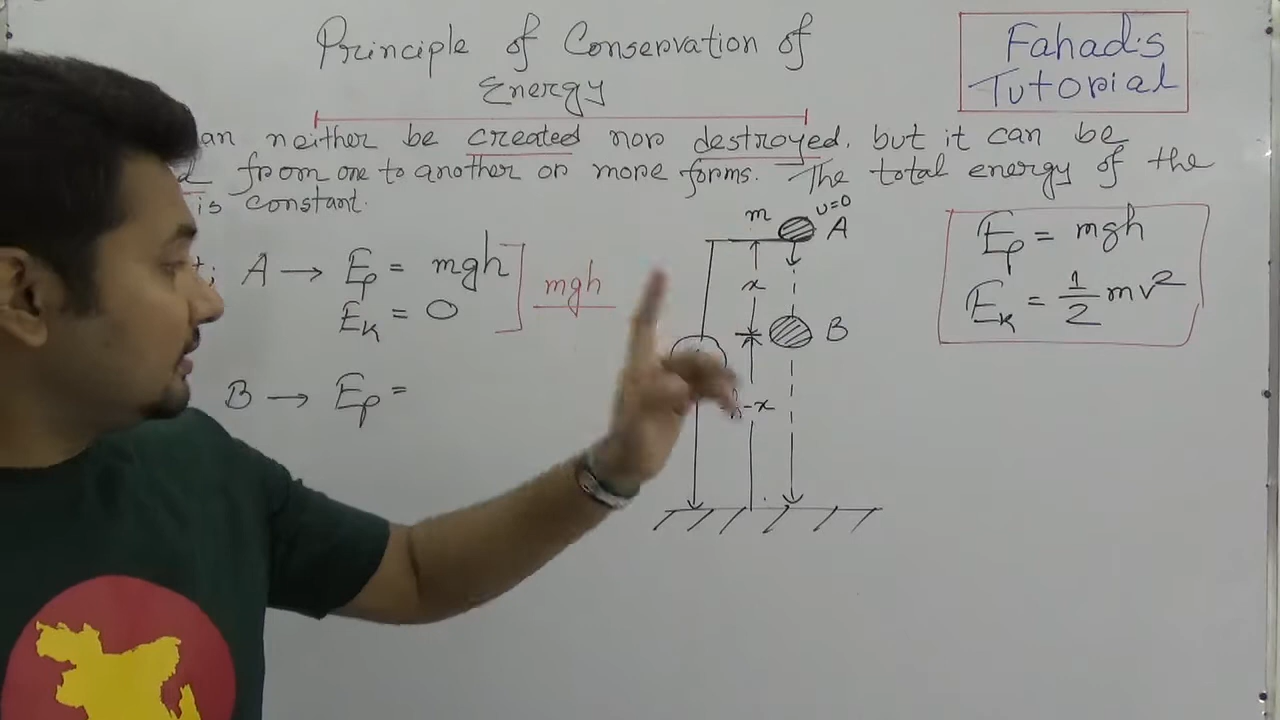 Principle of Conservation of
Energy
Fahad's
Tutorial
an neither be created nor destroyed, but it can be
from one to another or more forms. The total energy of the
is constant.
A → Ep = mgh
EK = 0
mgh
B → Ep =
m
u=0
A
x
B
h-x
Ep = mgh
EK = 1/2 mv²